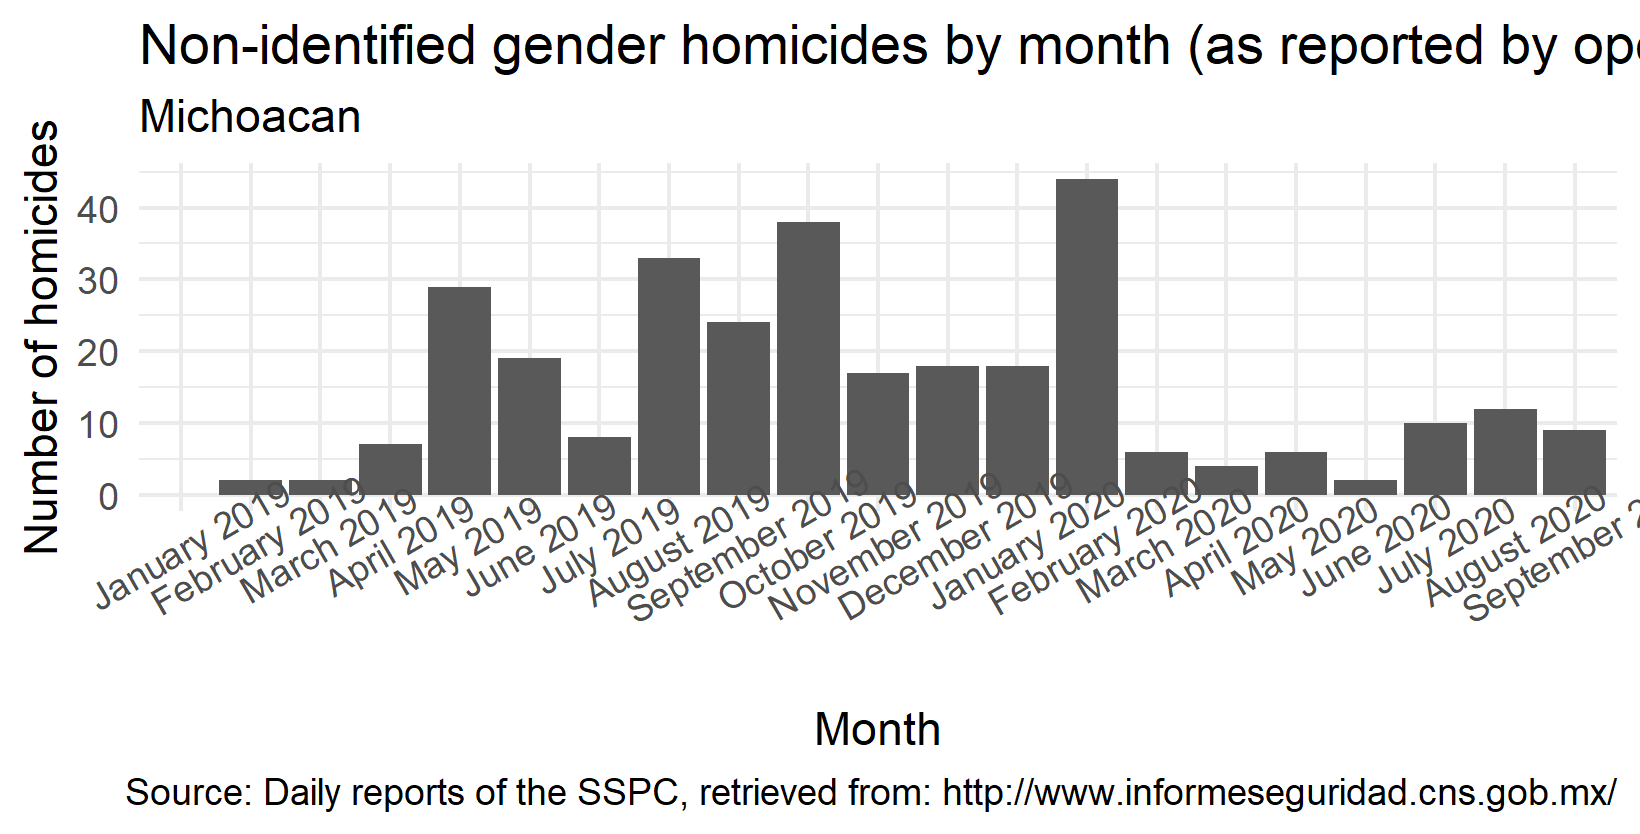 Non-identified gender homicides by month (as reported by
Michoacan
Number of homicides
40
30
20
10
0
January 2019
February 2019
March 2019
April 2019
May 2019
June 2019
July 2019
August 2019
September 2019
October 2019
November 2019
December 2019
January 2020
February 2020
March 2020
April 2020
May 2020
June 2020
July 2020
August 2020
September
Month
Source: Daily reports of the SSPC, retrieved from: http://www.informeseguridad.cns.gob.mx/